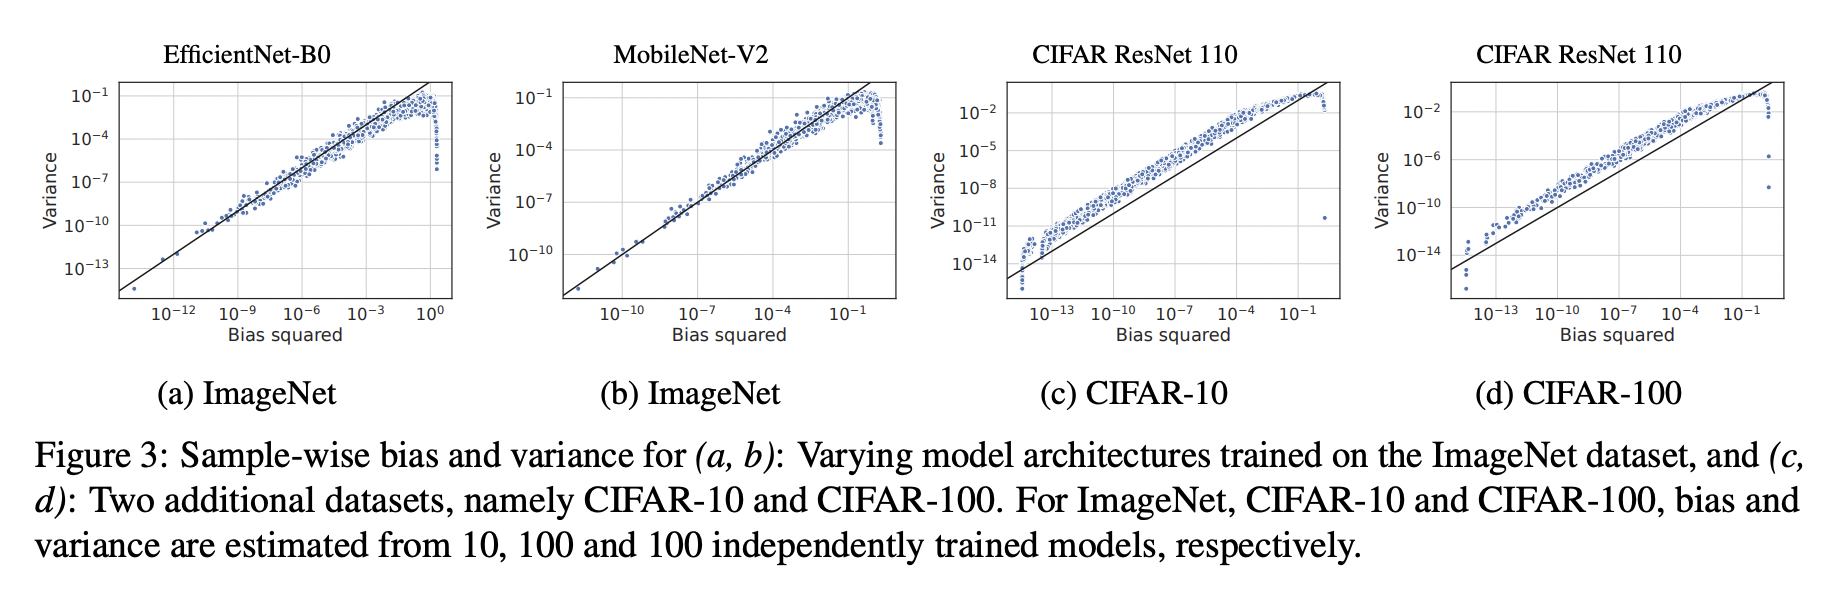 EfficientNet-B0
MobileNet-V2
CIFAR ResNet 110
CIFAR ResNet 110
Variance
10⁻¹
10⁻⁴
10⁻⁷
10⁻¹⁰
10⁻¹³
10⁻¹² 10⁻⁹ 10⁻⁶ 10⁻³ 10⁰
Bias squared
Variance
10⁻¹
10⁻⁴
10⁻⁷
10⁻¹⁰
10⁻¹⁰ 10⁻⁷ 10⁻⁴ 10⁻¹
Bias squared
Variance
10⁻²
10⁻⁵
10⁻⁸
10⁻¹¹
10⁻¹⁴
10⁻¹³ 10⁻¹⁰ 10⁻⁷ 10⁻⁴ 10⁻¹
Bias squared
Variance
10⁻²
10⁻⁶
10⁻¹⁰
10⁻¹⁴
10⁻¹³ 10⁻¹⁰ 10⁻⁷ 10⁻⁴ 10⁻¹
Bias squared
(a) ImageNet
(b) ImageNet
(c) CIFAR-10
(d) CIFAR-100
Figure 3: Sample-wise bias and variance for (a, b): Varying model architectures trained on the ImageNet dataset, and (c,
d): Two additional datasets, namely CIFAR-10 and CIFAR-100. For ImageNet, CIFAR-10 and CIFAR-100, bias and
variance are estimated from 10, 100 and 100 independently trained models, respectively.